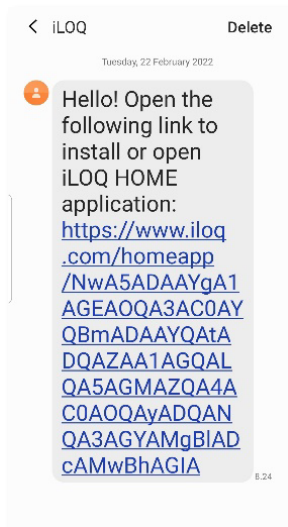 iLOQ
Delete
Tuesday, 22 February 2022
Hello! Open the
following link to
install or open
iLOQ HOME
application:
https://www.iloq
.com/homeapp
/NwA5ADAAYgA1
AGEAOQA3AC0AY
QBmADAAYQAtA
DQAZAA1AGQAL
QA5AGMAZQA4A
C0AOQAyADQAN
QA3AGYAMgBlAD
cAMwBhAGIA
8.24